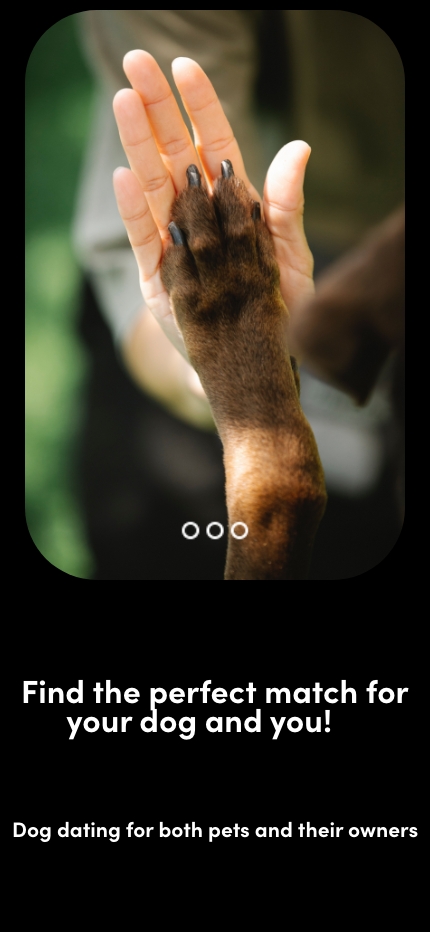 Find the perfect match for
your dog and you!
Dog dating for both pets and their owners